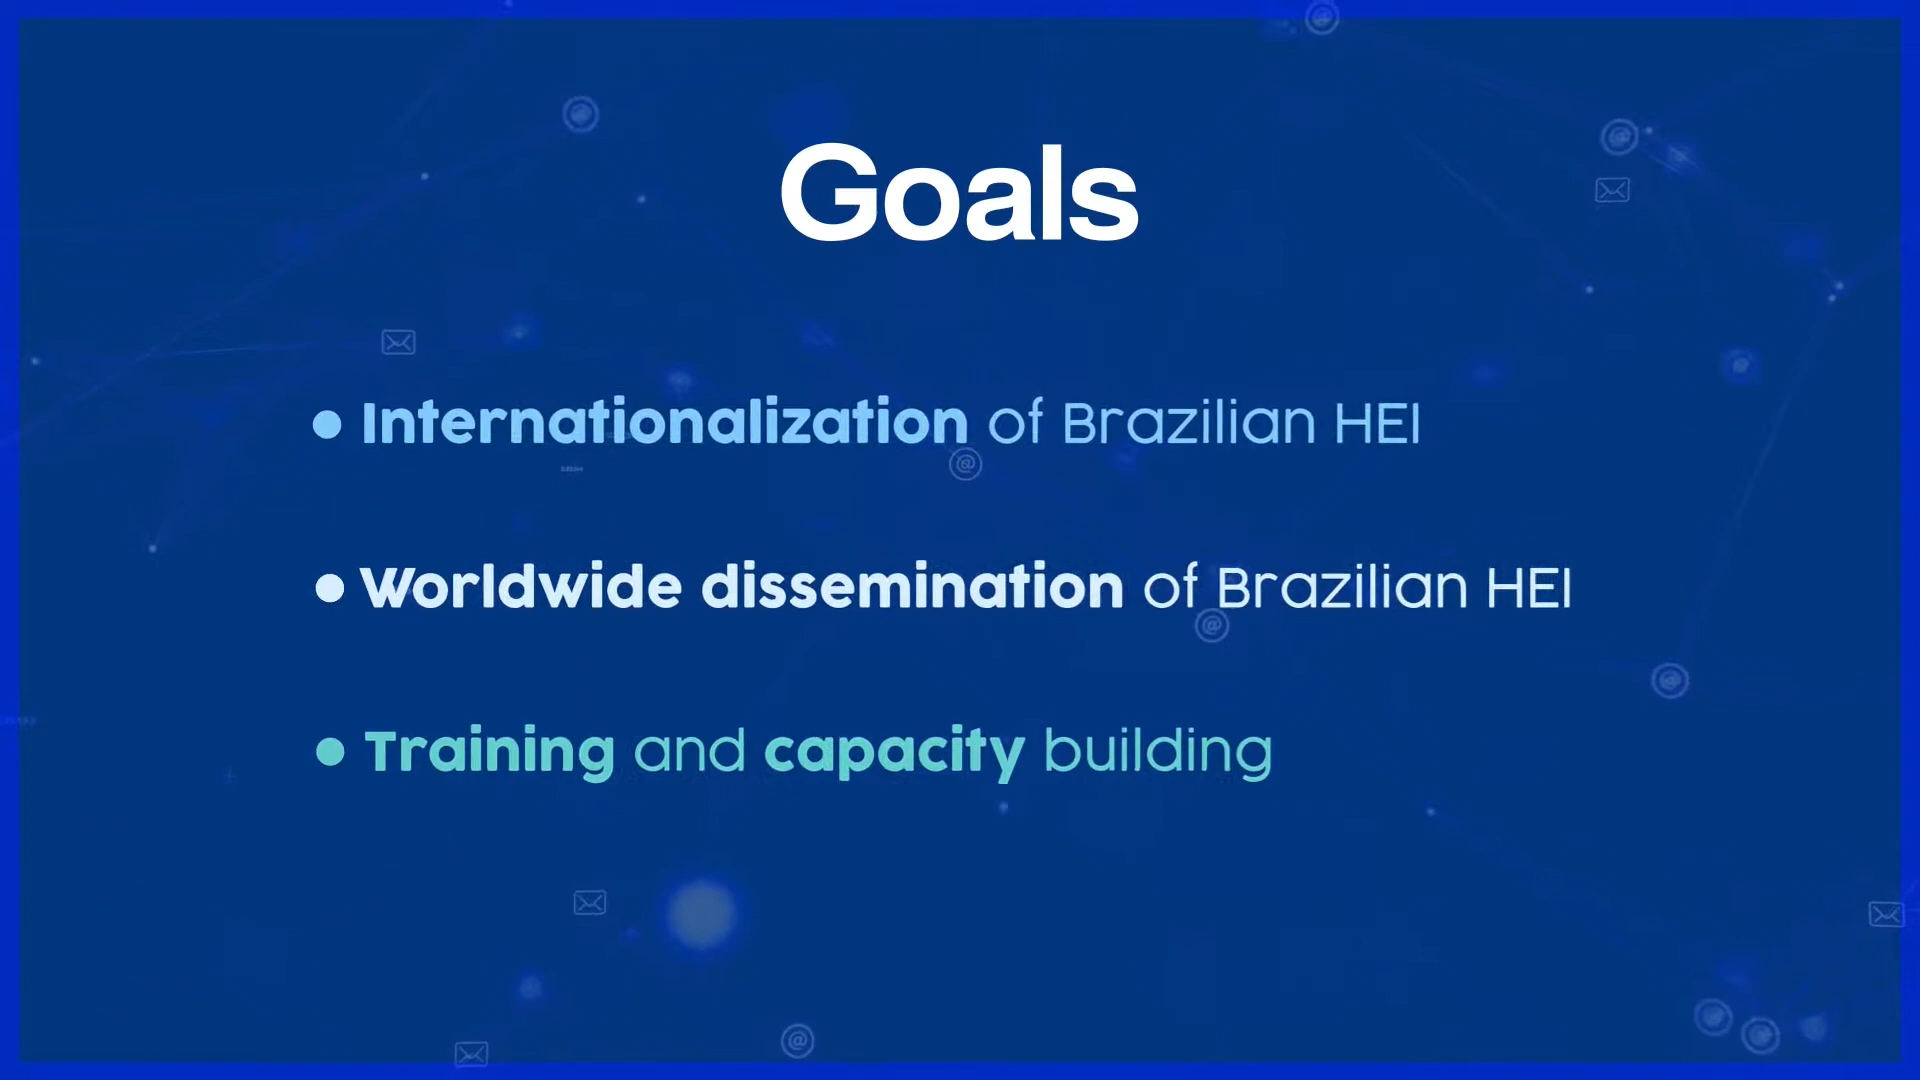 Goals
• Internationalization of Brazilian HEI
• Worldwide dissemination of Brazilian HEI
• Training and capacity building